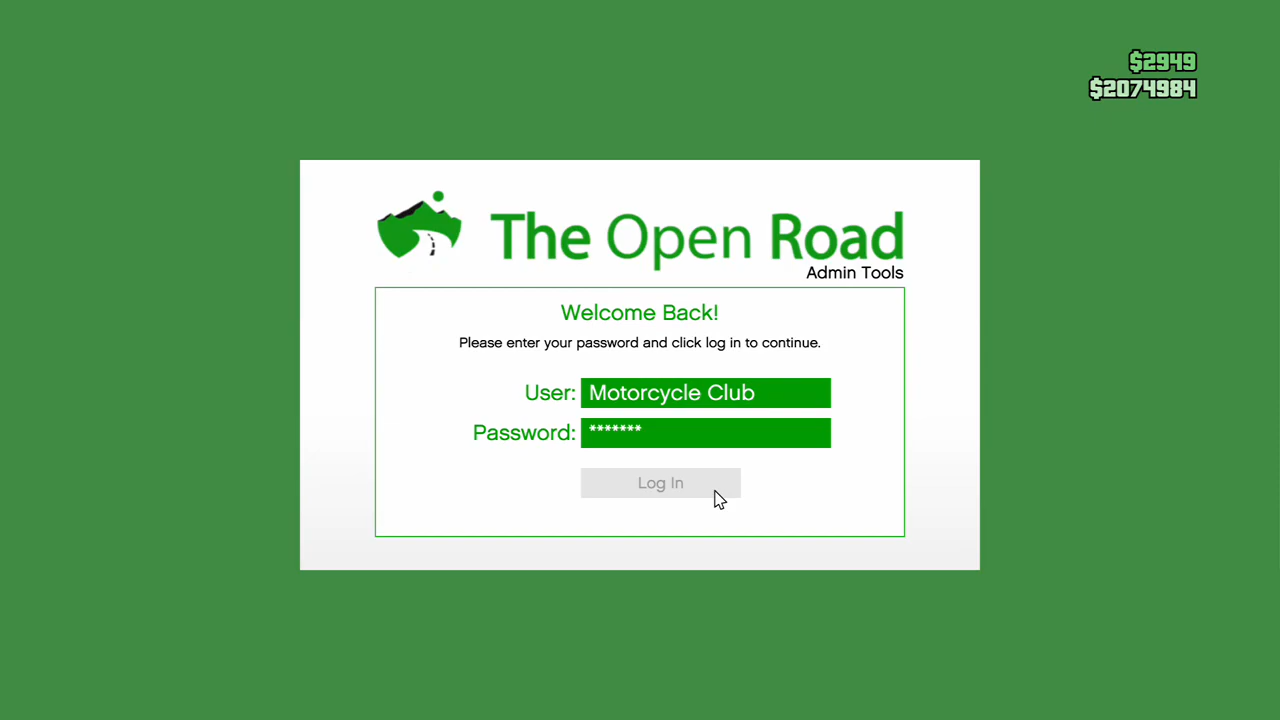 $2949
$2074984
The Open Road
Admin Tools
Welcome Back!
Please enter your password and click log in to continue.
User: Motorcycle Club
Password: *******
Log In